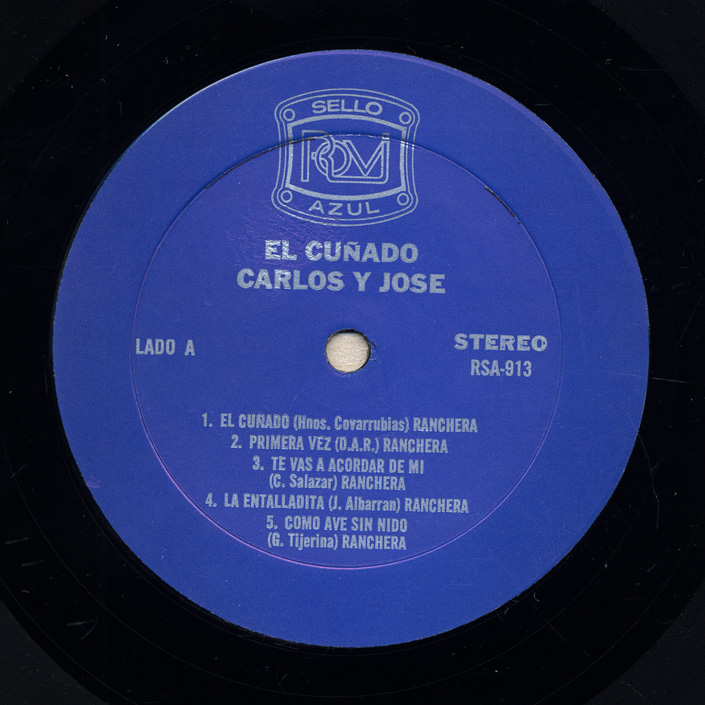 SELLO
RCM
AZUL
EL CUÑADO
CARLOS Y JOSE
LADO A
STEREO
RSA-913
1. EL CUÑADO (Hnos. Covarrubias) RANCHERA
2. PRIMERA VEZ (D.A.R.) RANCHERA
3. TE VAS A ACORDAR DE MI
(C. Salazar) RANCHERA
4. LA ENTALLADITA (J. Albarran) RANCHERA
5. COMO AVE SIN NIDO
(G. Tijerina) RANCHERA